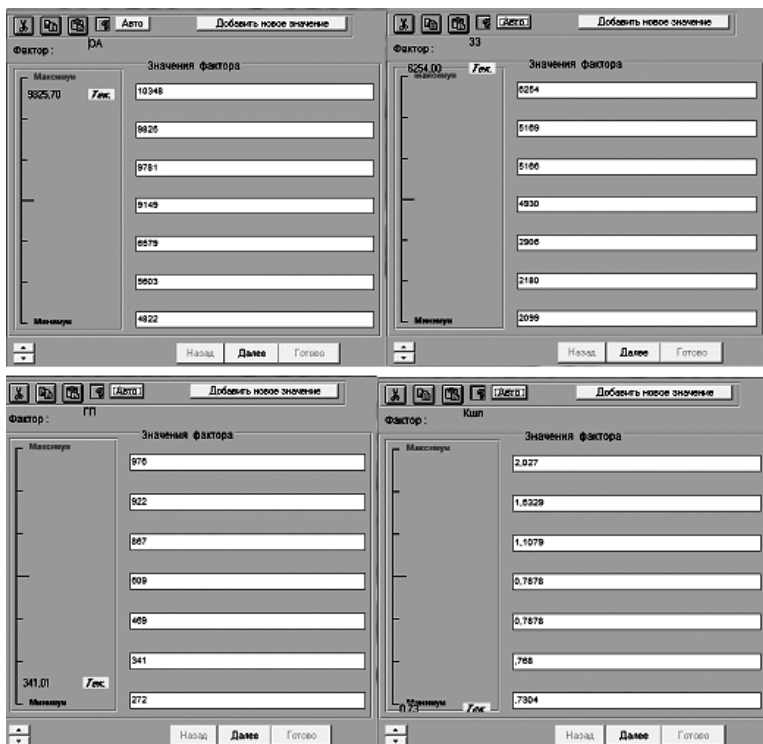 Авто
Добавить новое значение
Фактор :
ОА
Значения фактора
Максимум
9825,70
Тек.
10348
9826
9781
9149
6579
5603
4822
Минимум
Назад
Далее
Готово
Авто
Добавить новое значение
Фактор :
ЗЗ
Значения фактора
6254,00
Тек.
Максимум
6254
5169
5166
4930
2906
2180
2099
Минимум
Назад
Далее
Готово
Авто
Добавить новое значение
Фактор :
ГП
Значения фактора
Максимум
976
922
867
609
469
341
341,01
Тек.
Минимум
272
Назад
Далее
Готово
Авто
Добавить новое значение
Фактор :
Кшп
Значения фактора
Максимум
2,027
1,6329
1,1079
0,7878
0,7878
,768
Минимум
0,73
Тек.
,7304
Назад
Далее
Готово